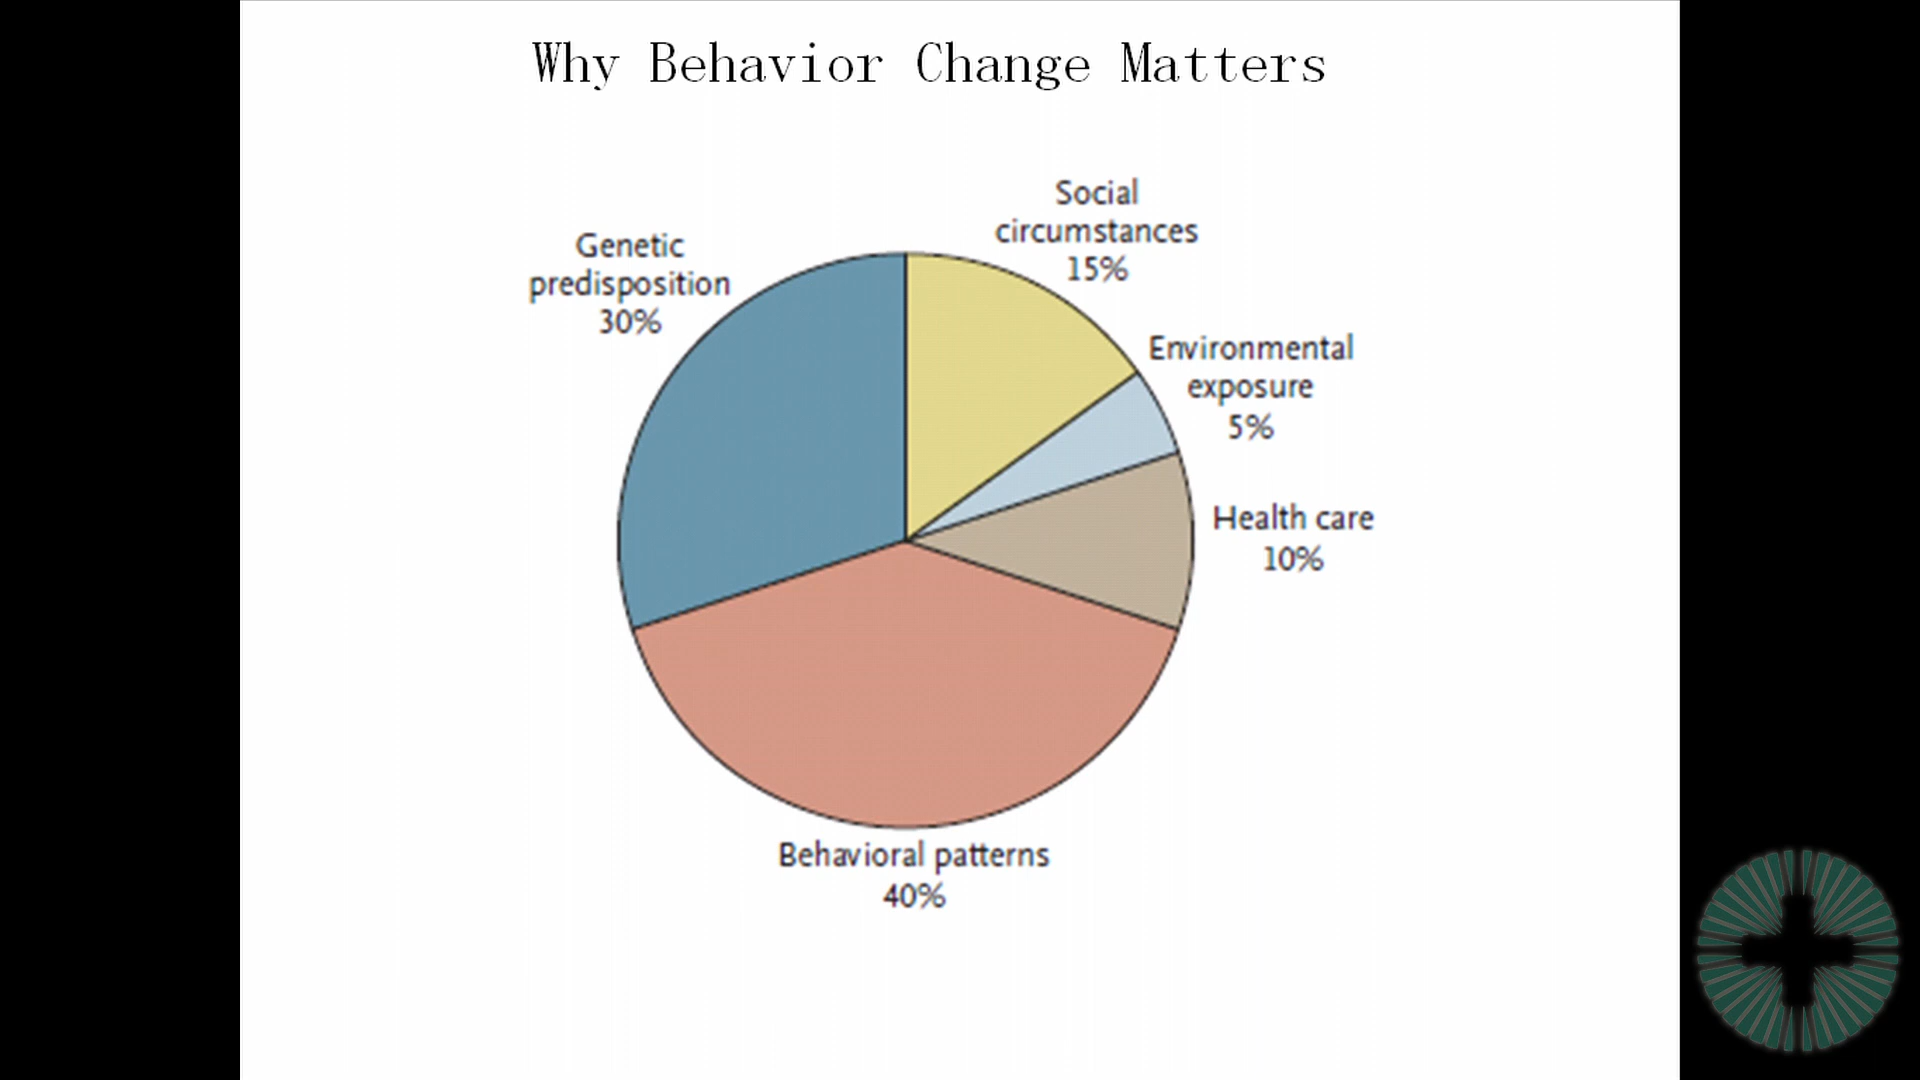 Why Behavior Change Matters
Social
circumstances
15%
Genetic
predisposition
30%
Environmental
exposure
5%
Health care
10%
Behavioral patterns
40%